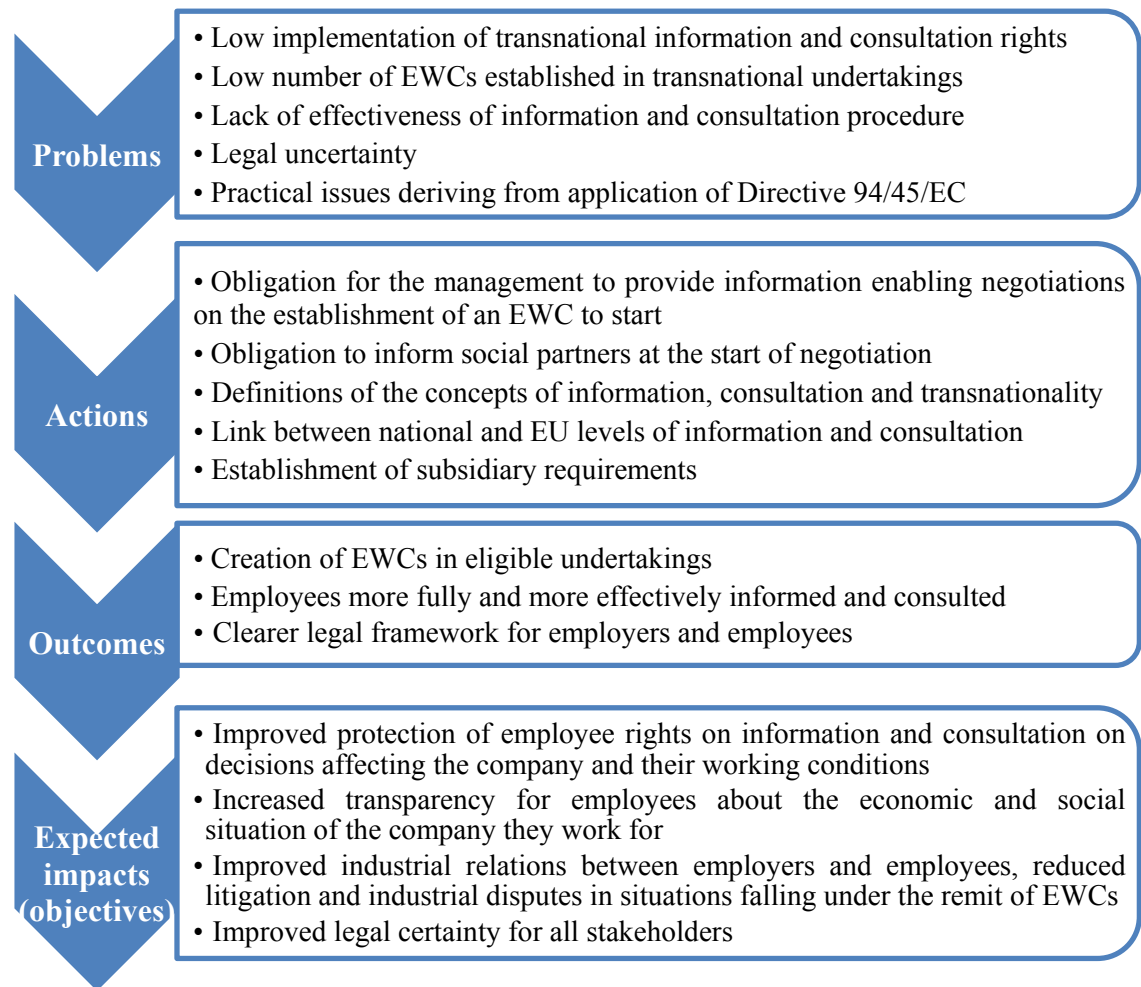 Problems
• Low implementation of transnational information and consultation rights
• Low number of EWCs established in transnational undertakings
• Lack of effectiveness of information and consultation procedure
• Legal uncertainty
• Practical issues deriving from application of Directive 94/45/EC
Actions
• Obligation for the management to provide information enabling negotiations
on the establishment of an EWC to start
• Obligation to inform social partners at the start of negotiation
• Definitions of the concepts of information, consultation and transnationality
• Link between national and EU levels of information and consultation
• Establishment of subsidiary requirements
Outcomes
• Creation of EWCs in eligible undertakings
• Employees more fully and more effectively informed and consulted
• Clearer legal framework for employers and employees
Expected
impacts
(objectives)
• Improved protection of employee rights on information and consultation on
decisions affecting the company and their working conditions
• Increased transparency for employees about the economic and social
situation of the company they work for
• Improved industrial relations between employers and employees, reduced
litigation and industrial disputes in situations falling under the remit of EWCs
• Improved legal certainty for all stakeholders